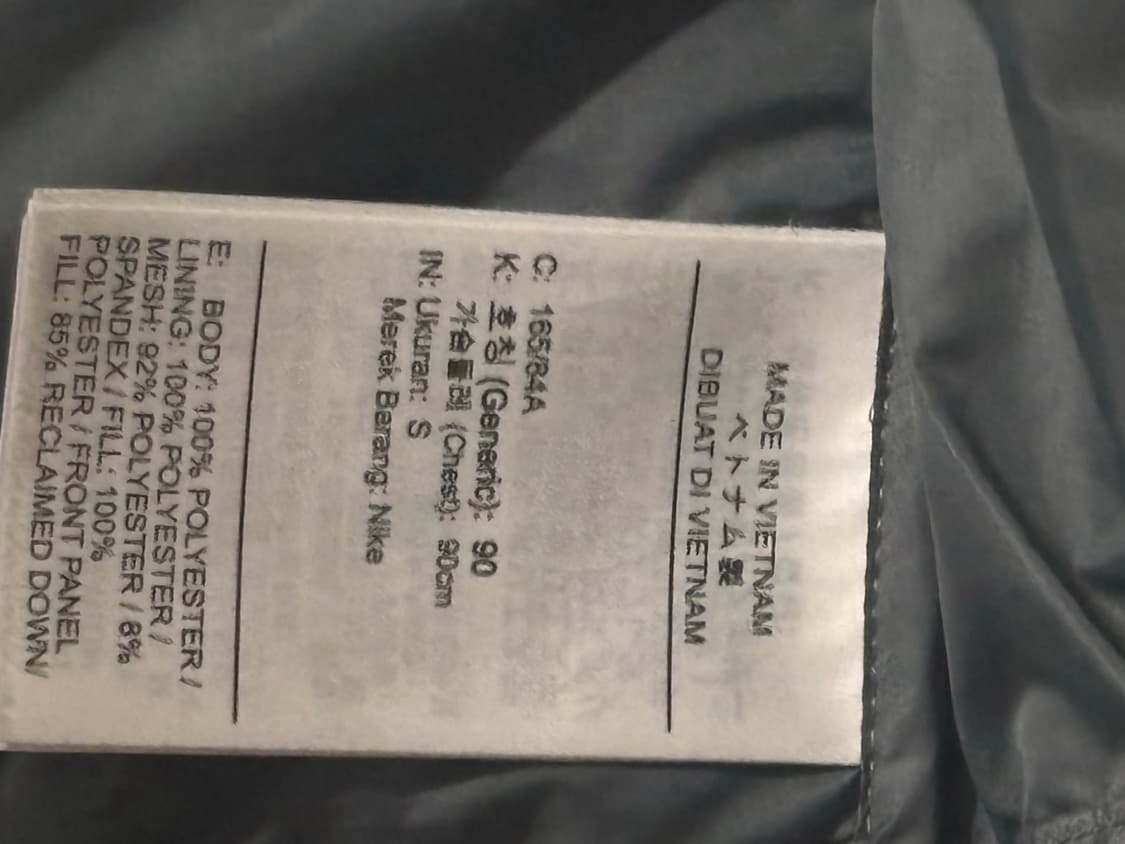 MADE IN VIETNAM
ベトナム製
DIBUAT DI VIETNAM
C: 165/84A
K: 호칭 (Generic): 90
가슴둘레 (Chest): 90cm
IN: Ukuran: S
Merek Barang: Nike
E: BODY: 100% POLYESTER /
LINING: 100% POLYESTER /
MESH: 92% POLYESTER / 8%
SPANDEX / FILL: 100%
POLYESTER / FRONT PANEL
FILL: 85% RECLAIMED DOWN/